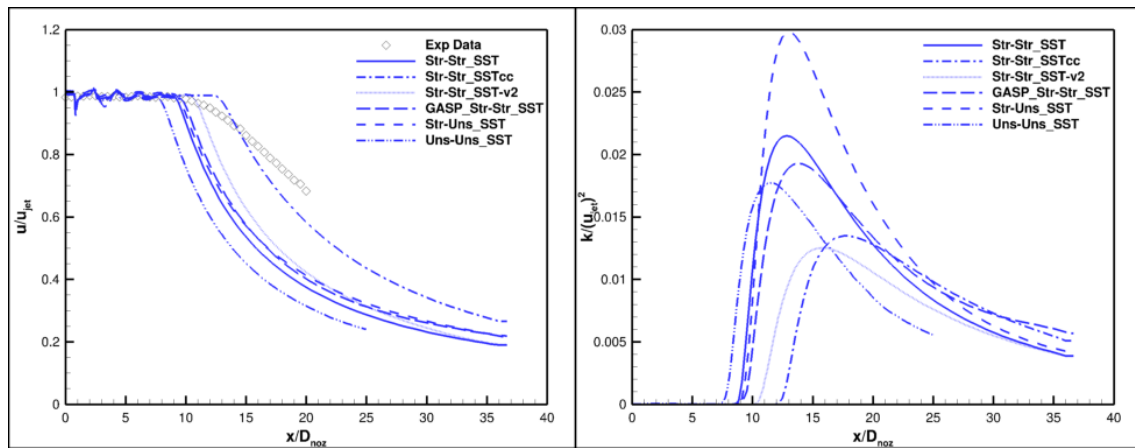 1.2
1
0.8
0.6
0.4
0.2
0
u/u_jet
0 5 10 15 20 25 30 35 40
x/D_noz
Exp Data
Str-Str_SST
Str-Str_SSTcc
Str-Str_SST-v2
GASP_Str-Str_SST
Str-Uns_SST
Uns-Uns_SST
0.03
0.025
0.02
0.015
0.01
0.005
0
k/(u_jet)^2
0 5 10 15 20 25 30 35 40
x/D_noz
Str-Str_SST
Str-Str_SSTcc
Str-Str_SST-v2
GASP_Str-Str_SST
Str-Uns_SST
Uns-Uns_SST